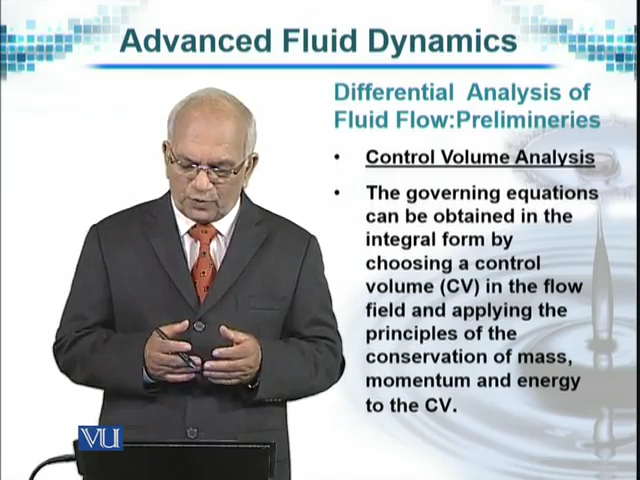 Advanced Fluid Dynamics
Differential Analysis of
Fluid Flow:Prelimineries
• Control Volume Analysis
• The governing equations
can be obtained in the
integral form by
choosing a control
volume (CV) in the flow
field and applying the
principles of the
conservation of mass,
momentum and energy
to the CV.
VU